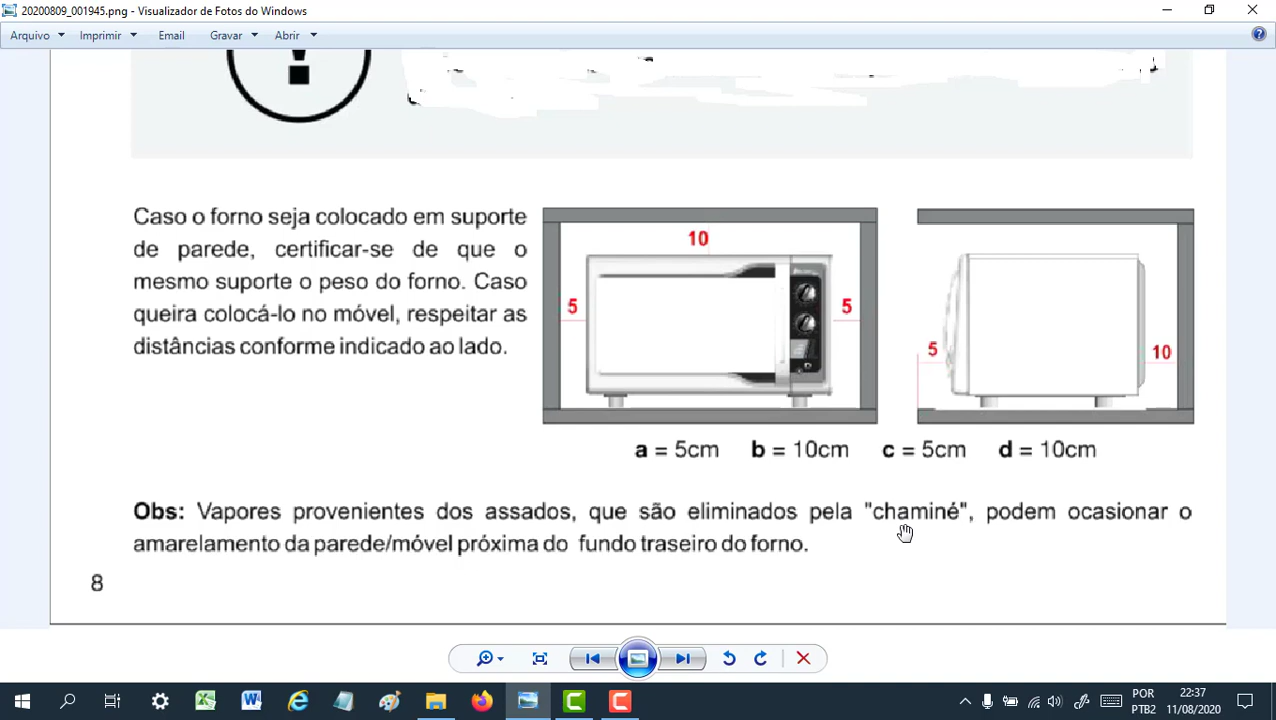 20200809_001945.png - Visualizador de Fotos do Windows
Arquivo Imprimir Email Gravar Abrir
Caso o forno seja colocado em suporte
de parede, certificar-se de que o
mesmo suporte o peso do forno. Caso
queira colocá-lo no móvel, respeitar as
distâncias conforme indicado ao lado.
10
5 5
5 10
a = 5cm b = 10cm c = 5cm d = 10cm
Obs: Vapores provenientes dos assados, que são eliminados pela "chaminé", podem ocasionar o
amarelamento da parede/móvel próxima do fundo traseiro do forno.
8
POR 22:37
PTB2 11/08/2020